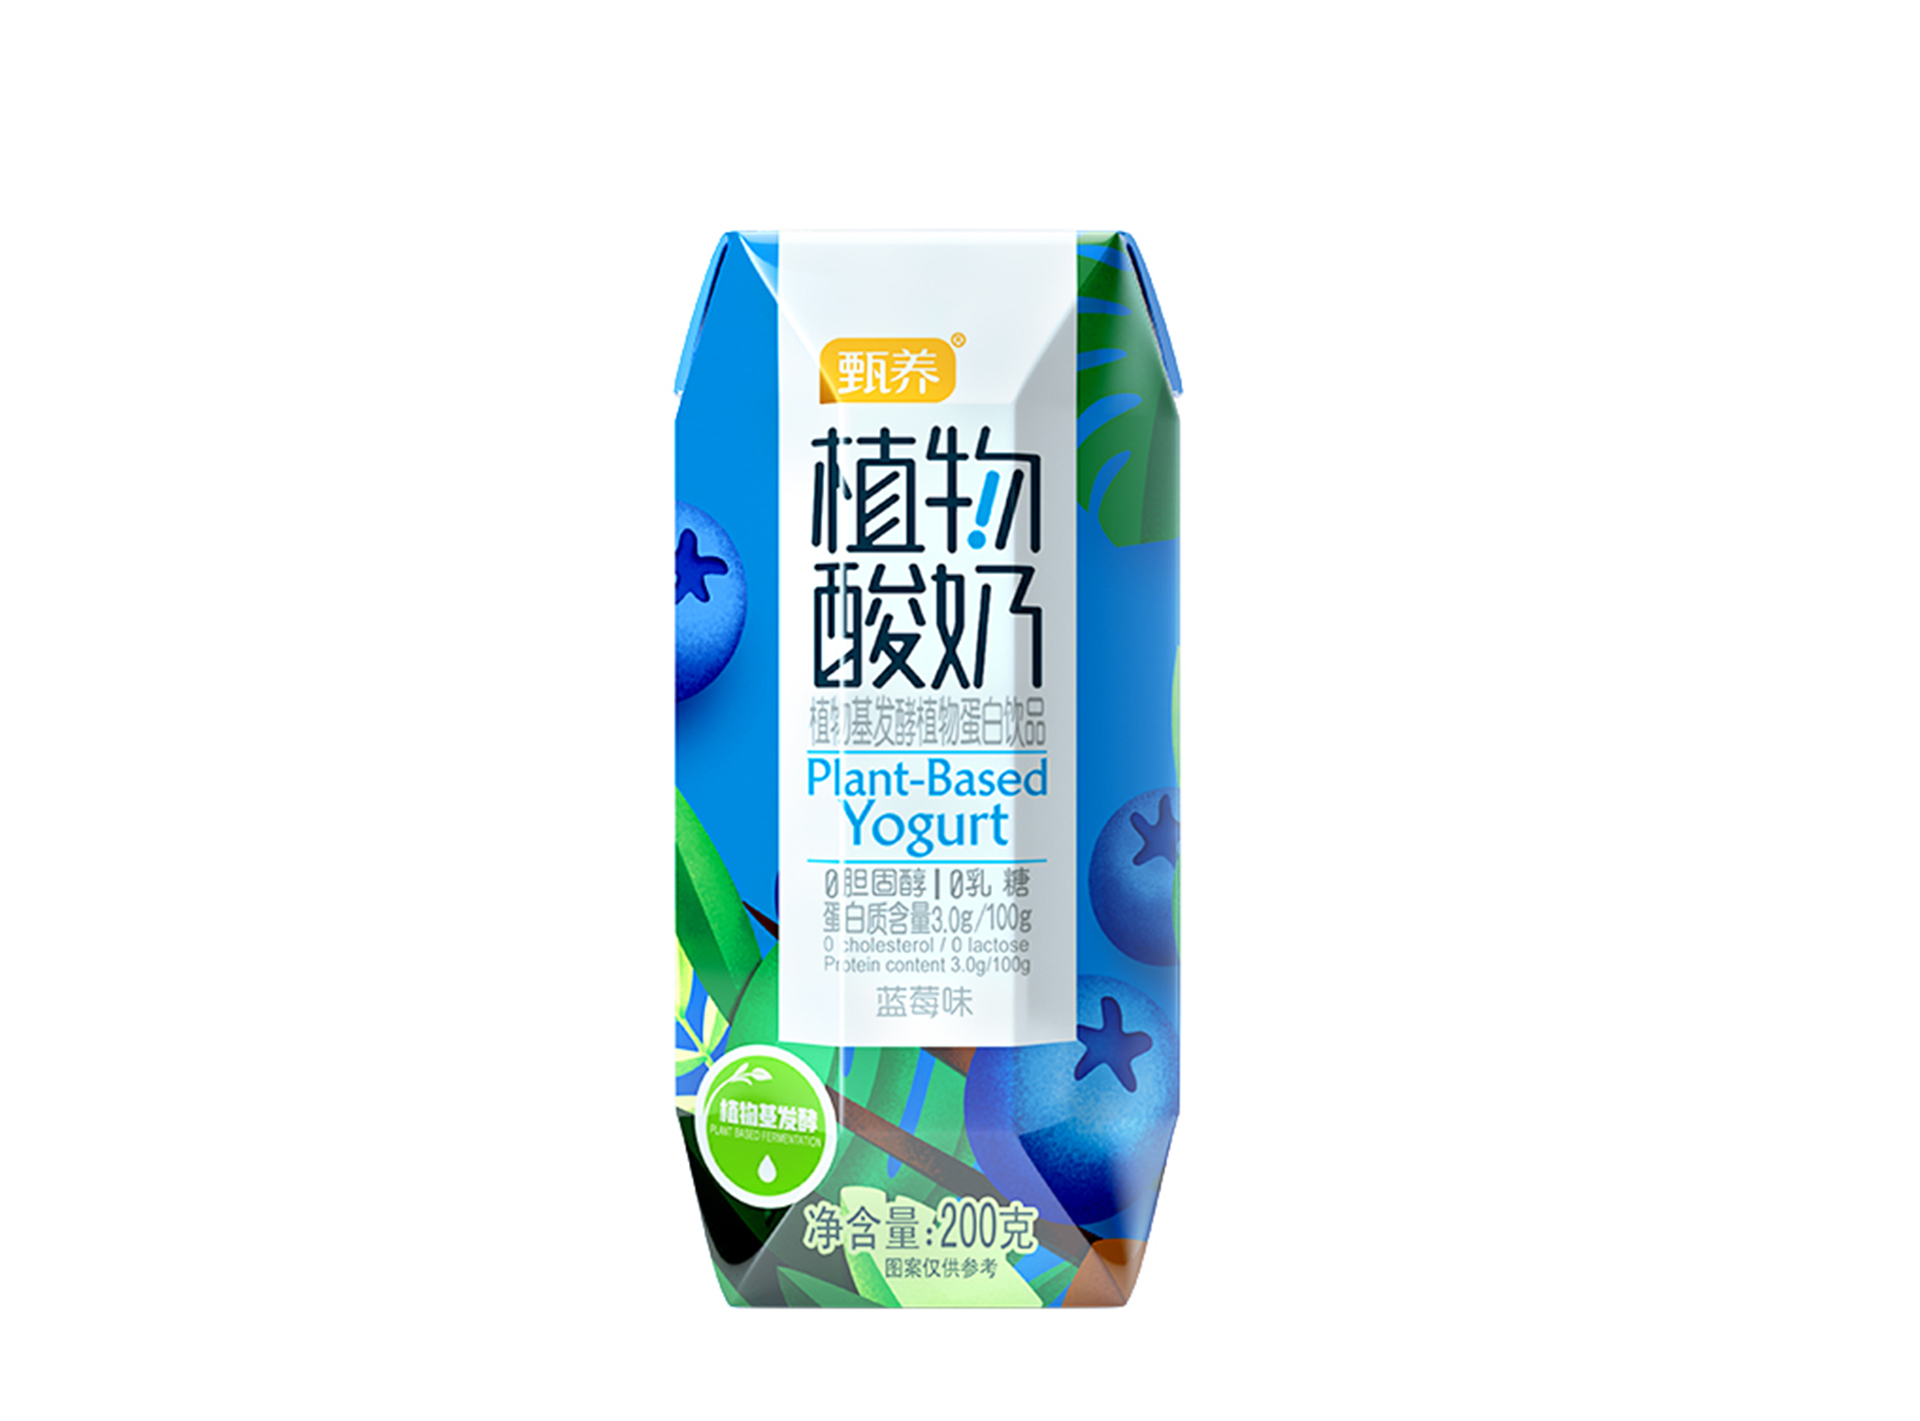 甄养®
植物
酸奶
植物基发酵植物蛋白饮品
Plant-Based
Yogurt
0胆固醇|0乳糖
蛋白质含量3.0g/100g
0 cholesterol / 0 lactose
Protein content 3.0g/100g
蓝莓味
植物基发酵
PLANT BASED FERMENTATION
净含量:200克
图案仅供参考